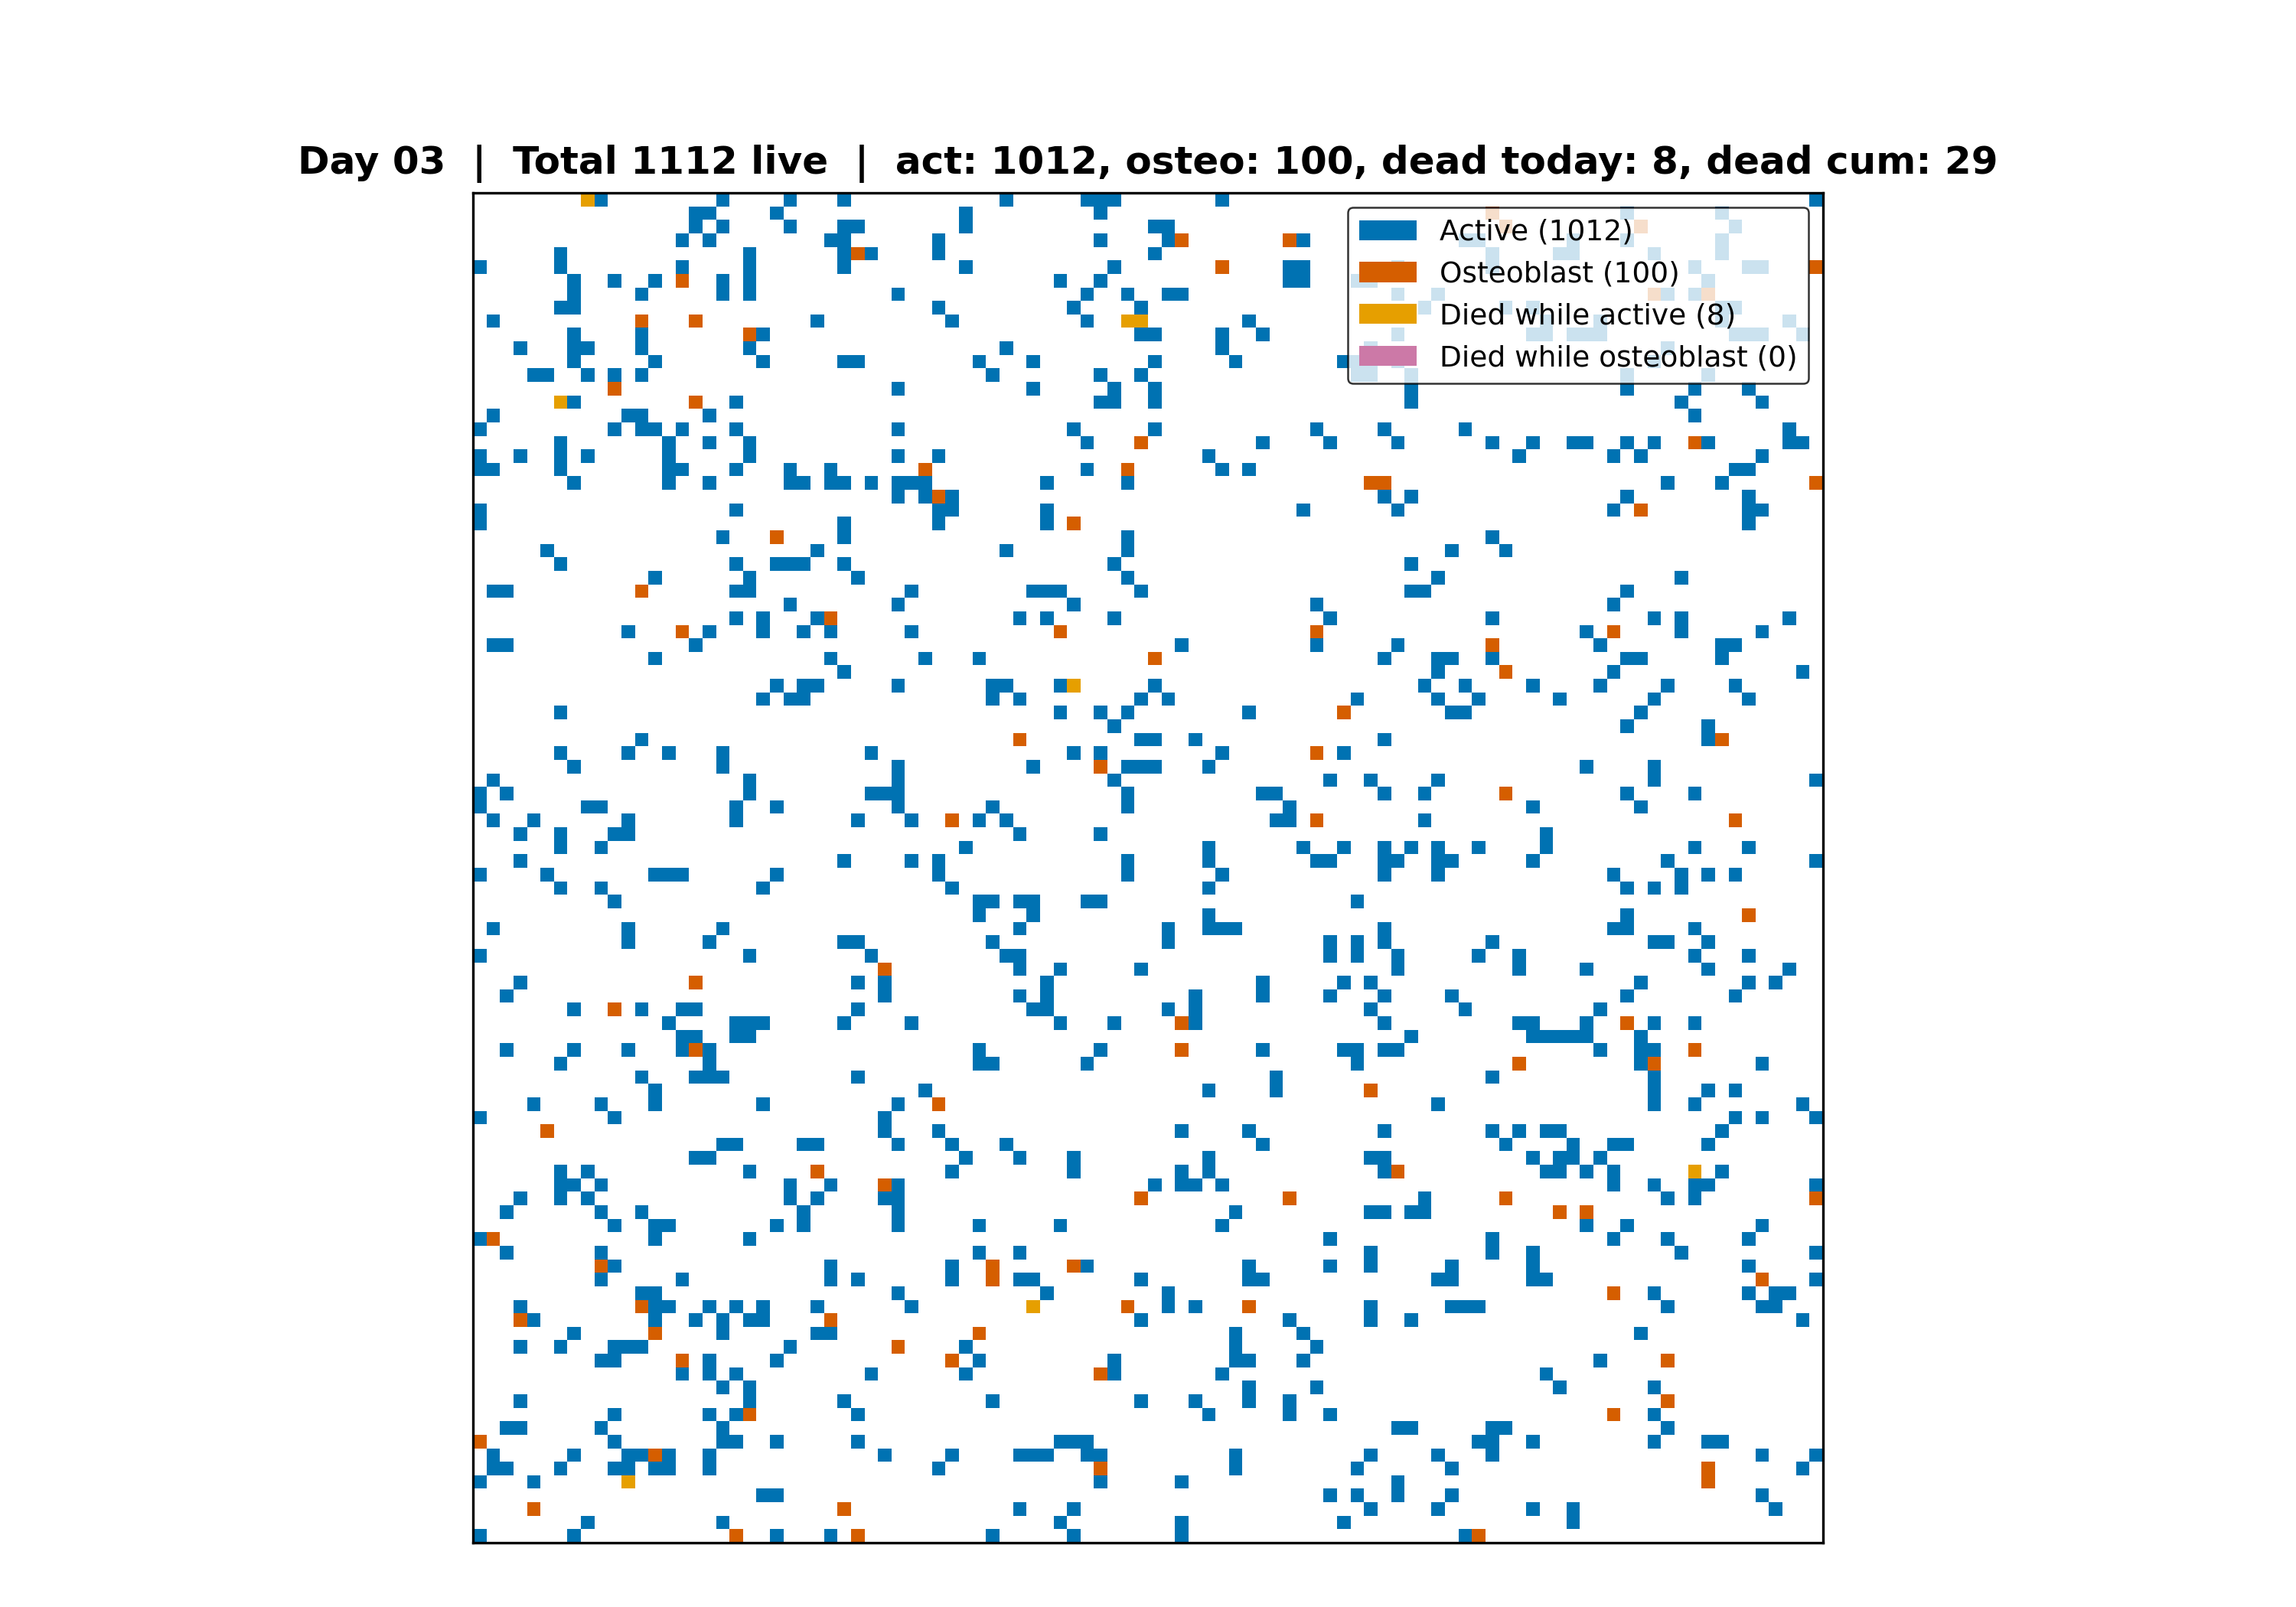 Day 03 | Total 1112 live | act: 1012, osteo: 100, dead today: 8, dead cum: 29
Active (1012)
Osteoblast (100)
Died while active (8)
Died while osteoblast (0)